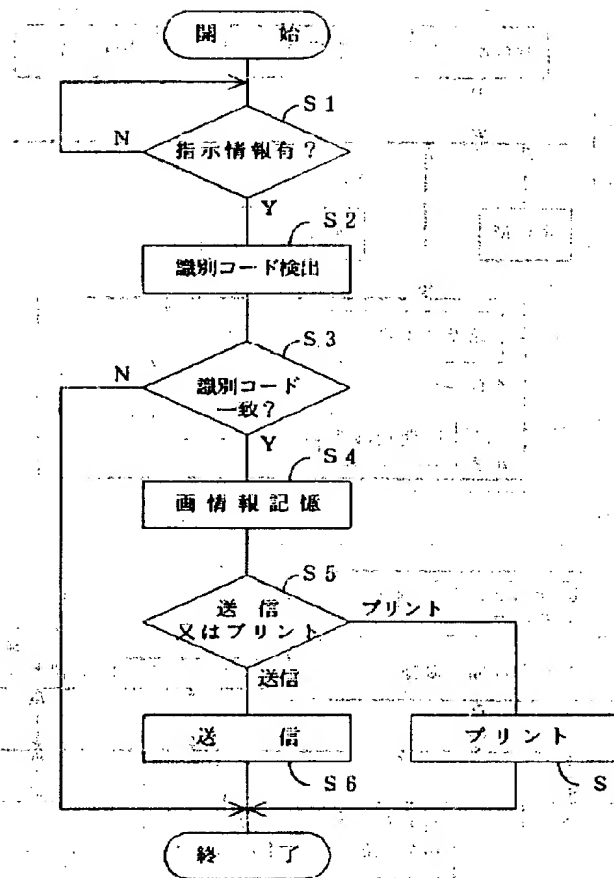 開始
S1
N
指示情報有?
Y
S2
識別コード検出
S3
N
識別コード
一致?
Y
S4
画情報記憶
S5
送信
又はプリント
プリント
送信
送信
プリント
S6
S
終了